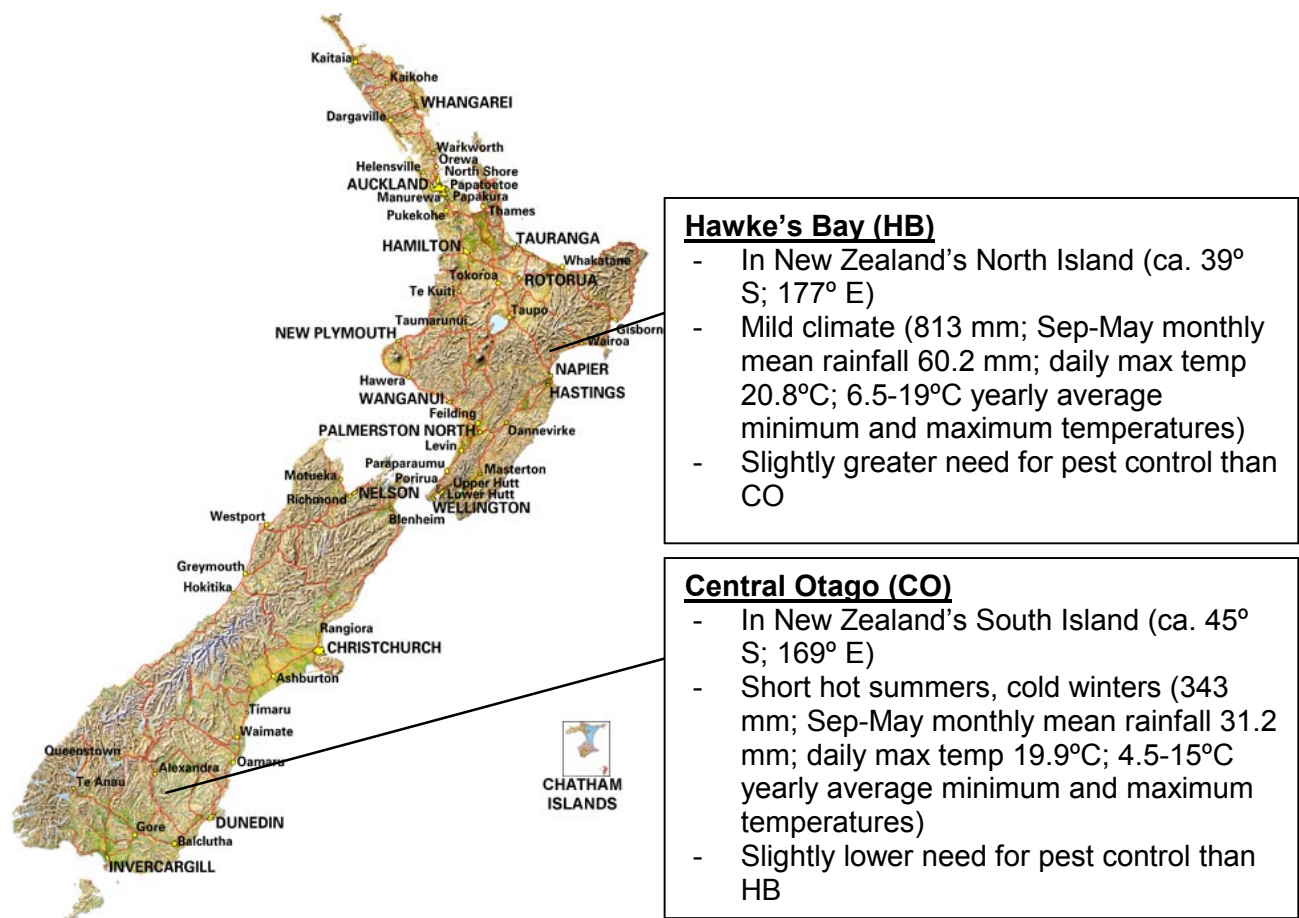 Kaitaia
Kaikohe
WHANGAREI
Dargaville
Warkworth
Orewa
Helensville
North Shore
AUCKLAND
Papatoetoe
Manurewa
Papakura
Pukekohe
Thames
HAMILTON
TAURANGA
Whakatane
Tokoroa
ROTORUA
Te Kuiti
Taupo
Taumarunui
NEW PLYMOUTH
Gisborn
Wairoa
Hawera
NAPIER
HASTINGS
WANGANUI
Feilding
PALMERSTON NORTH
Dannevirke
Levin
Paraparaumu
Masterton
Motueka
Porirua
Upper Hutt
Richmond
NELSON
Lower Hutt
WELLINGTON
Westport
Blenheim
Greymouth
Hokitika
Rangiora
CHRISTCHURCH
Ashburton
Timaru
Waimate
Queenstown
Alexandra
Oamaru
Te Anau
CHATHAM
ISLANDS
Gore
DUNEDIN
Balclutha
INVERCARGILL
Hawke's Bay (HB)
- In New Zealand's North Island (ca. 39º
S; 177º E)
- Mild climate (813 mm; Sep-May monthly
mean rainfall 60.2 mm; daily max temp
20.8ºC; 6.5-19ºC yearly average
minimum and maximum temperatures)
- Slightly greater need for pest control than
CO
Central Otago (CO)
- In New Zealand's South Island (ca. 45º
S; 169º E)
- Short hot summers, cold winters (343
mm; Sep-May monthly mean rainfall 31.2
mm; daily max temp 19.9ºC; 4.5-15ºC
yearly average minimum and maximum
temperatures)
- Slightly lower need for pest control than
HB